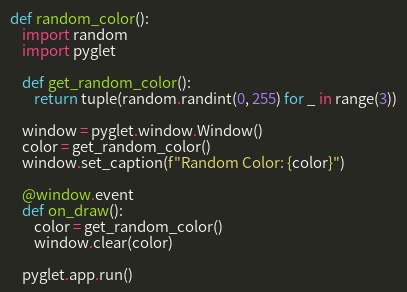 def random_color():
    import random
    import pyglet

    def get_random_color():
        return tuple(random.randint(0, 255) for _ in range(3))

    window = pyglet.window.Window()
    color = get_random_color()
    window.set_caption(f"Random Color: {color}")

    @window.event
    def on_draw():
        color = get_random_color()
        window.clear(color)

    pyglet.app.run()